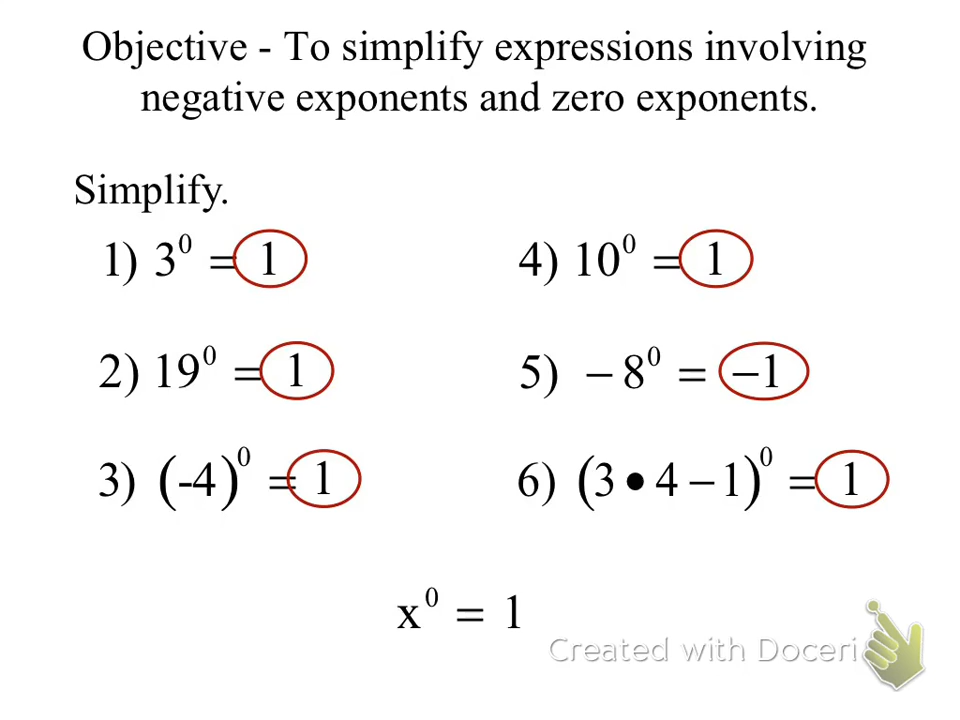 Objective - To simplify expressions involving
negative exponents and zero exponents.
Simplify.
1) 3⁰ = 1
4) 10⁰ = 1
2) 19⁰ = 1
5) − 8⁰ = −1
3) (-4)⁰ = 1
6) (3 • 4 − 1)⁰ = 1
x⁰ = 1
Created with Doceri